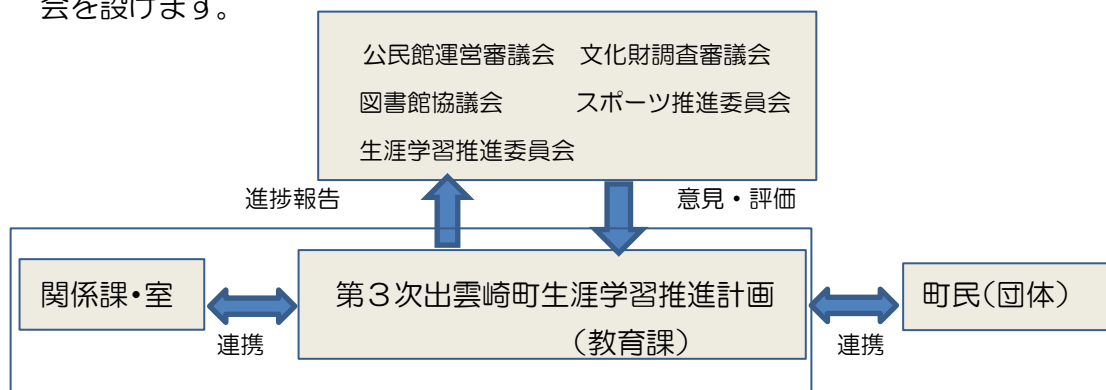 会を設けます。
公民館運営審議会　文化財調査審議会
図書館協議会　スポーツ推進委員会
生涯学習推進委員会
進捗報告　意見・評価
関係課・室
連携
第３次出雲崎町生涯学習推進計画
（教育課）
連携
町民（団体）